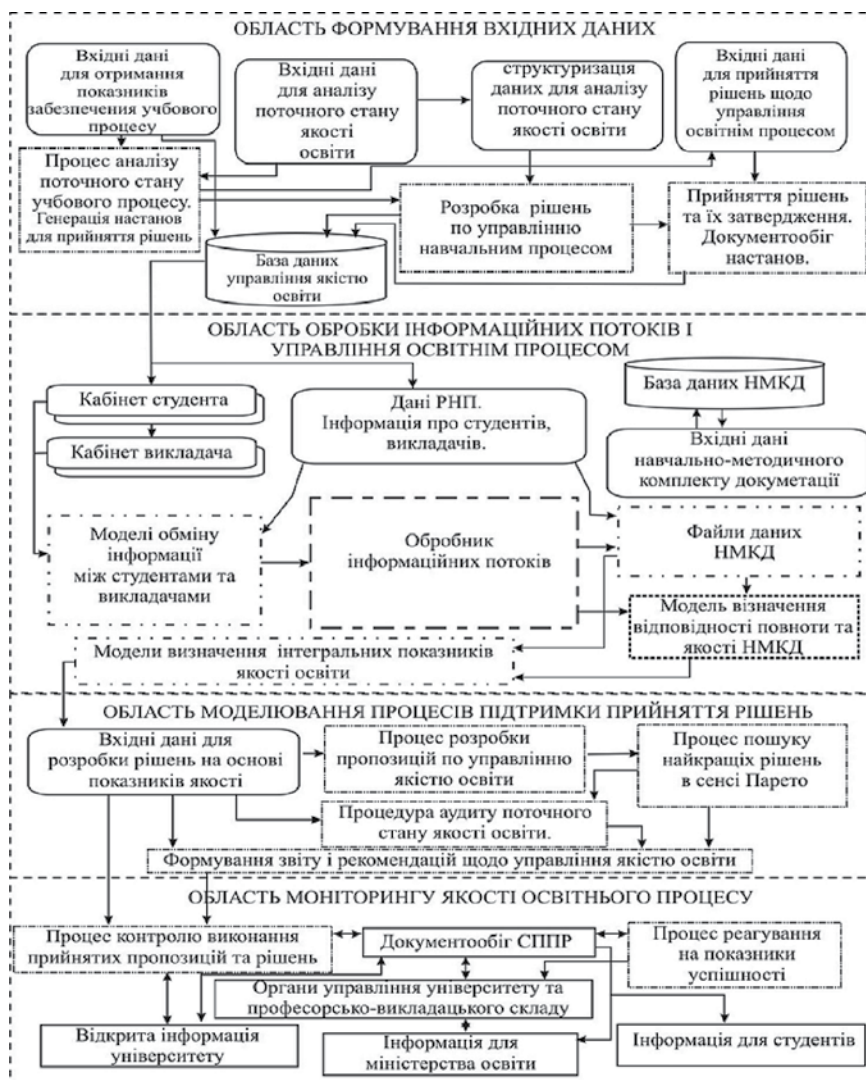 ОБЛАСТЬ ФОРМУВАННЯ ВХІДНИХ ДАНИХ
Вхідні дані
для отримання
показників
забезпечення учбового
процесу
Вхідні дані
для аналізу
поточного стану
якості
освіти
структуризація
даних для аналізу
поточного стану
якості освіти
Вхідні дані
для прийняття
рішень щодо
управління
освітнім процесом
Процес аналізу
поточного стану
учбового процесу.
Генерація настанов
для прийняття рішень
Розробка рішень
по управлінню
навчальним процесом
Прийняття рішень
та їх затвердження.
Документообіг
настанов.
База даних
управління якістю
освіти
ОБЛАСТЬ ОБРОБКИ ІНФОРМАЦІЙНИХ ПОТОКІВ І
УПРАВЛІННЯ ОСВІТНІМ ПРОЦЕСОМ
Кабінет студента
Кабінет викладача
Дані РНП.
Інформація про студентів,
викладачів.
База даних НМКД
Вхідні дані
навчально-методичного
комплекту докуметації
Моделі обміну
інформації
між студентами та
викладачами
Обробник
інформаційних потоків
Файли даних
НМКД
Модель візначення
відповідності повноти та
якості НМКД
Модели визначення інтегральних показників
якості освіти
ОБЛАСТЬ МОДЕЛЮВАННЯ ПРОЦЕСІВ ПІДТРИМКИ ПРИЙНЯТТЯ РІШЕНЬ
Вхідні дані для
розробки рішень на основі
показників якості
Процес розробки
пропозицій по управлінню
якістю освіти
Процес пошуку
найкращіх рішень
в сенсі Парето
Процедура аудиту поточного
стану якості освіти.
Формування звіту і рекомендацій щодо управління якістю освіти
ОБЛАСТЬ МОНІТОРИНГУ ЯКОСТІ ОСВІТНЬОГО ПРОЦЕСУ
Процес контролю виконання
прийнятих пропозицій та рішень
Документообіг СППР
Процес реагування
на показники
успішності
Органи управління університету та
професорсько-викладацького складу
Відкрита інформація
університету
Інформація для
міністерства освіти
Інформація для студентів